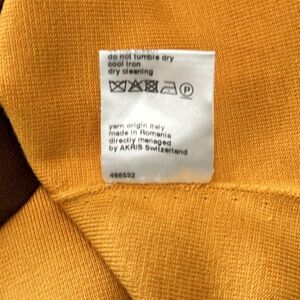 do not tumble dry
cool iron
dry cleaning
P
yarn origin Italy
made in Romania
directly managed
by AKRIS Switzerland
456532